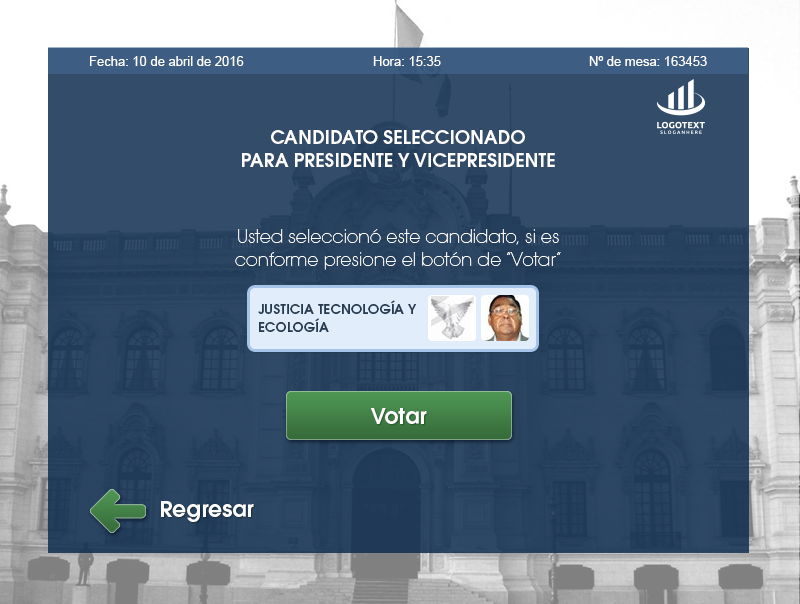 Fecha: 10 de abril de 2016
Hora: 15:35
Nº de mesa: 163453
LOGOTEXT
SLOGANHERE
CANDIDATO SELECCIONADO
PARA PRESIDENTE Y VICEPRESIDENTE
Usted seleccionó este candidato, si es
conforme presione el botón de “Votar”
JUSTICIA TECNOLOGÍA Y
ECOLOGÍA
Votar
Regresar